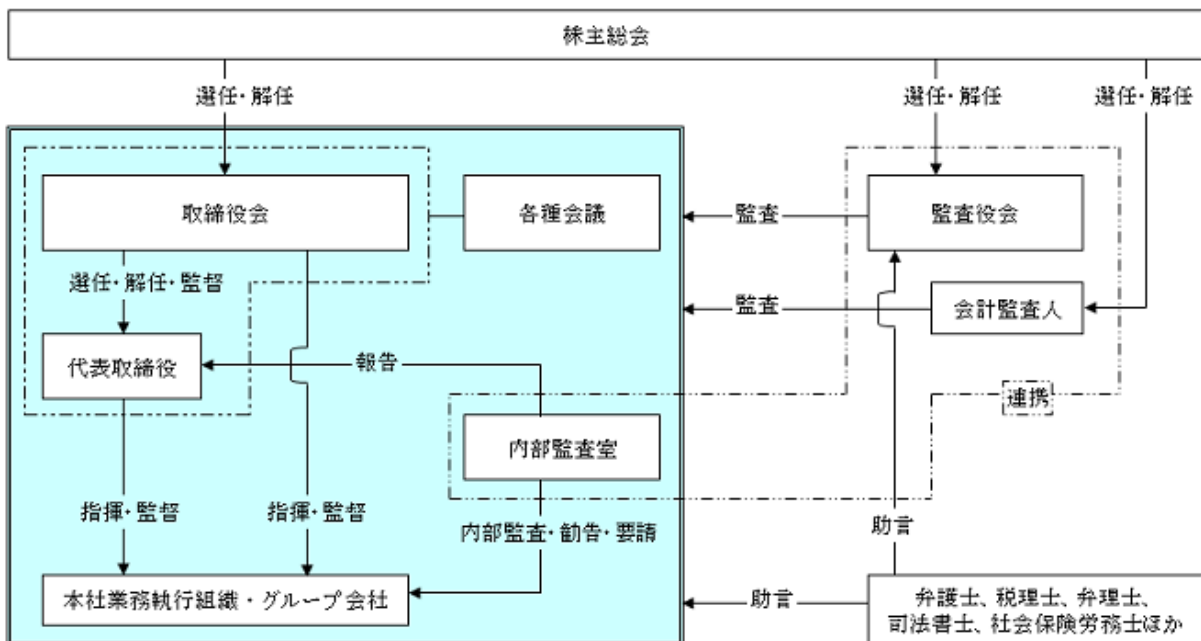 株主総会
選任・解任
選任・解任
選任・解任
取締役会
各種会議
監査
監査役会
選任・解任・監督
監査
会計監査人
代表取締役
報告
連携
内部監査室
指揮・監督
指揮・監督
内部監査・勧告・要請
助言
本社業務執行組織・グループ会社
助言
弁護士、税理士、弁理士、
司法書士、社会保険労務士ほか